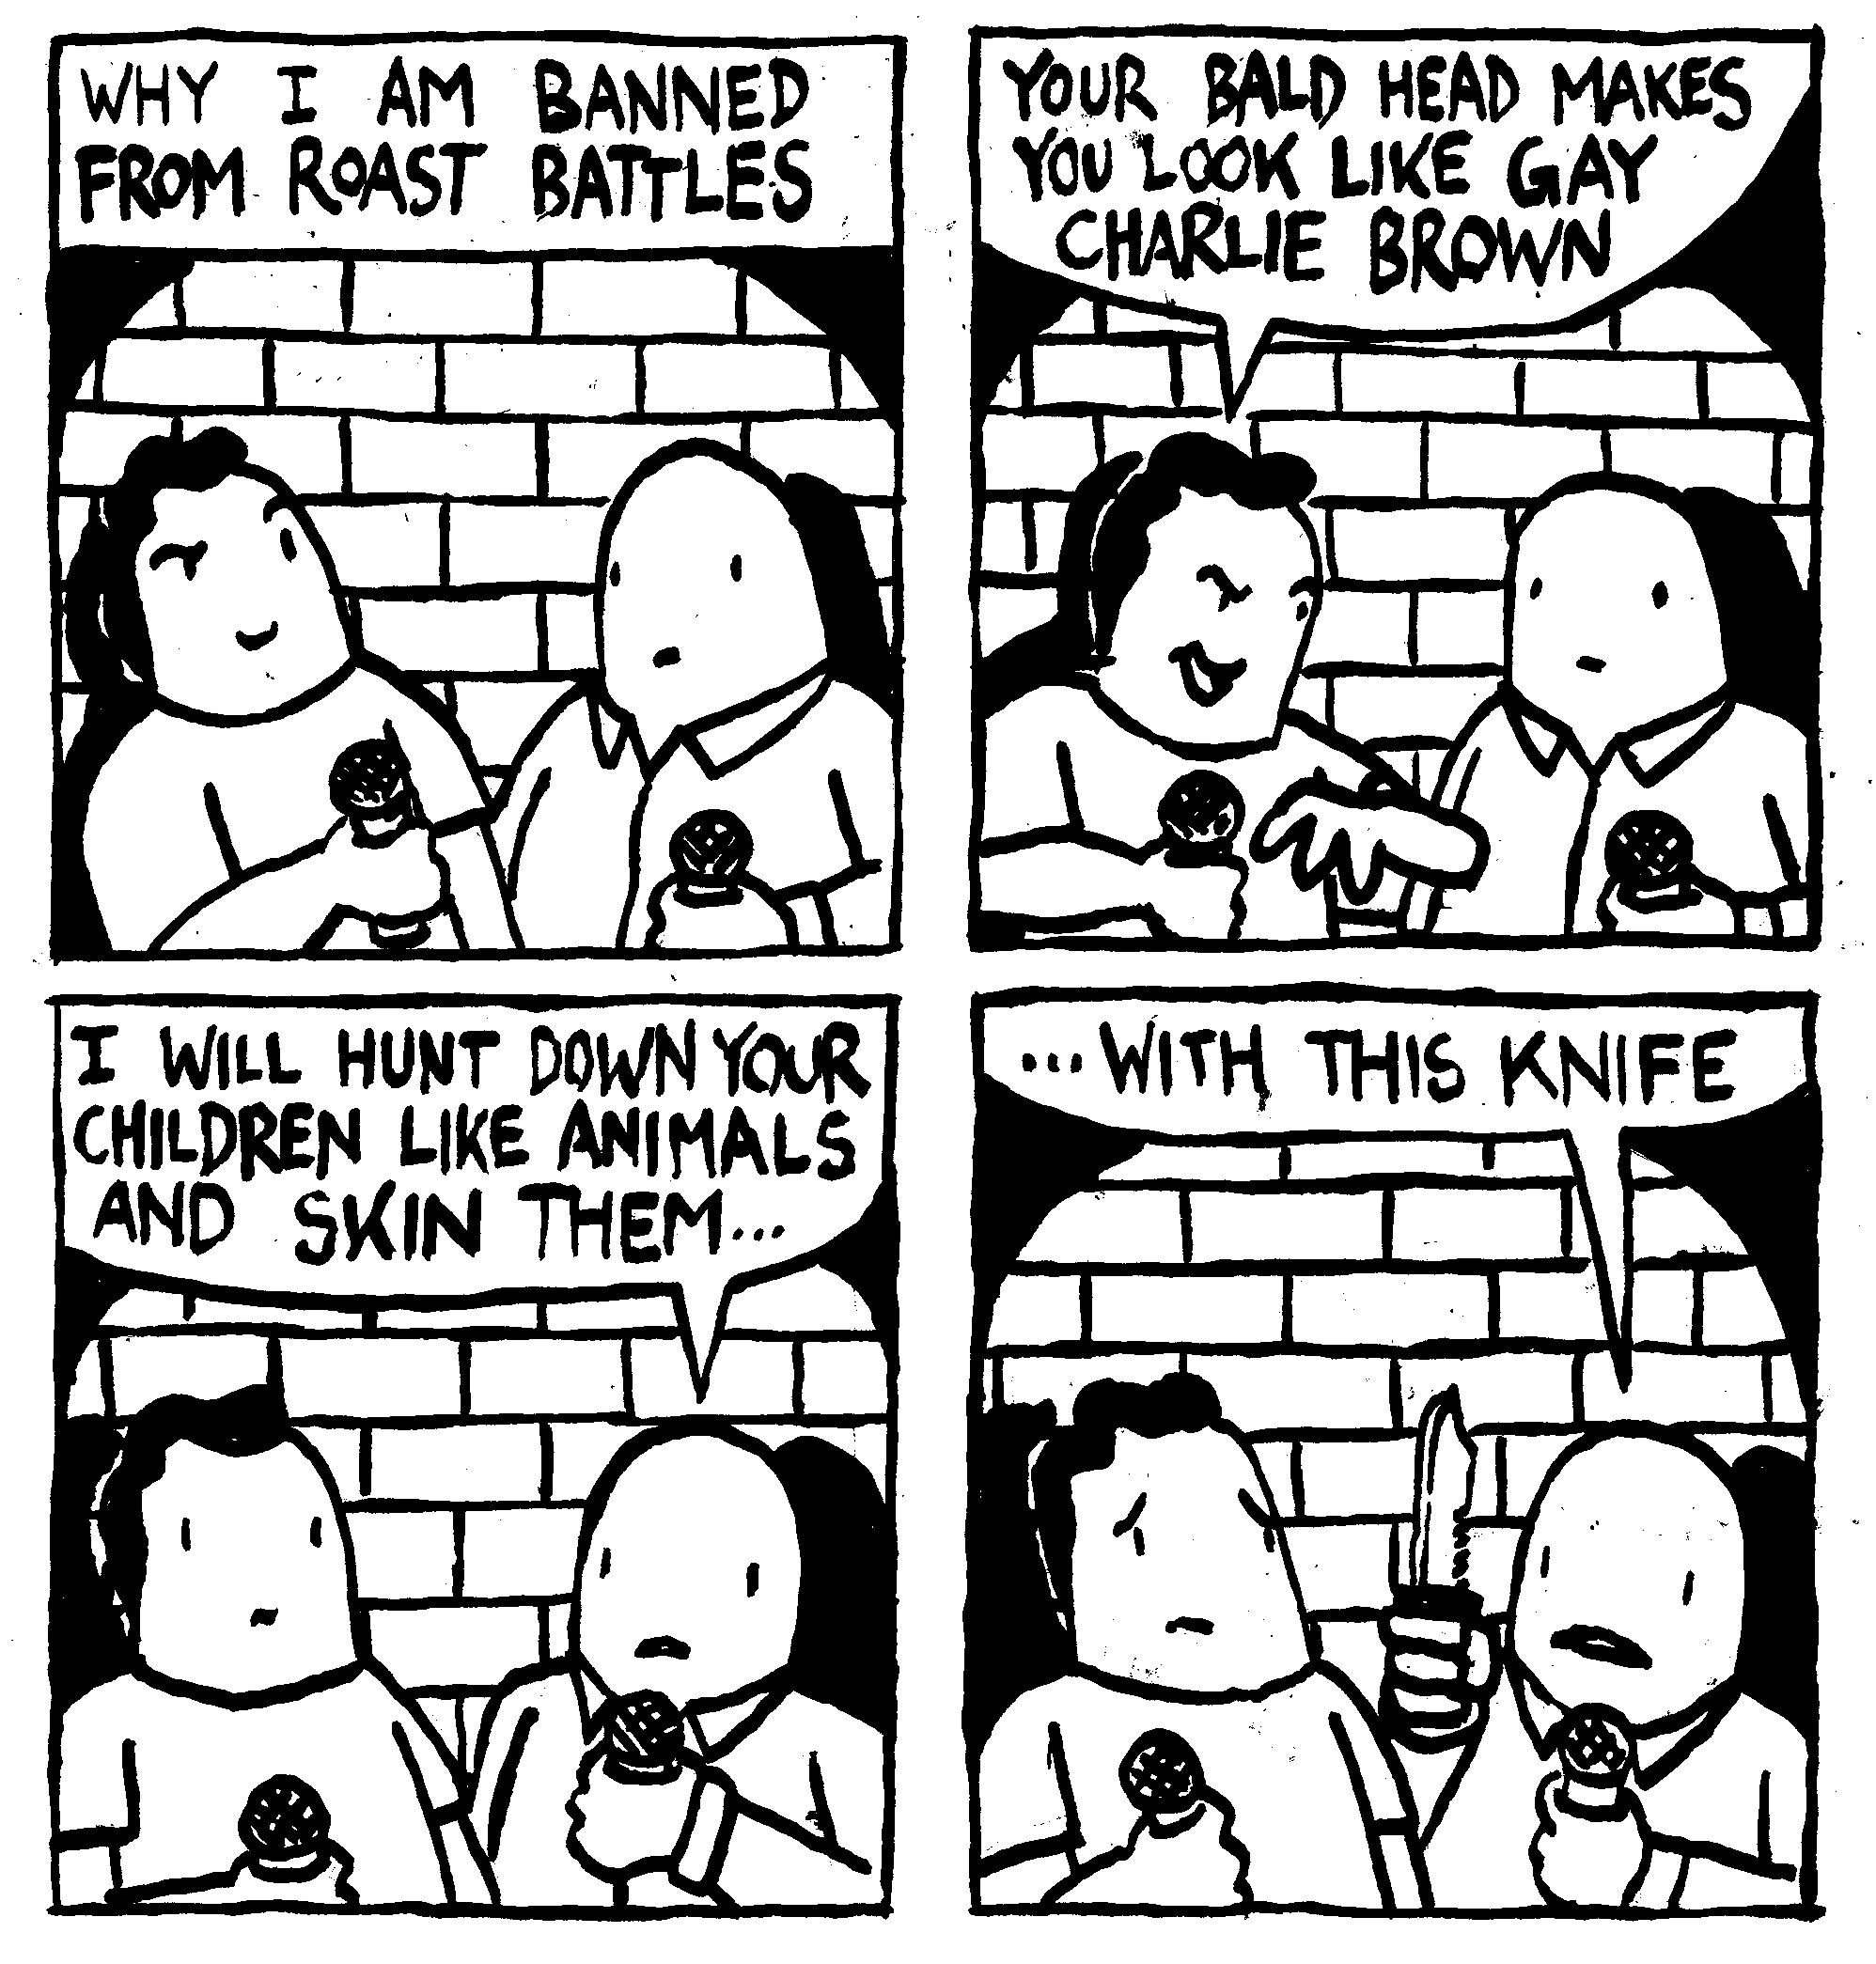 WHY I AM BANNED
FROM ROAST BATTLES
YOUR BALD HEAD MAKES
YOU LOOK LIKE GAY
CHARLIE BROWN
I WILL HUNT DOWN YOUR
CHILDREN LIKE ANIMALS
AND SKIN THEM...
...WITH THIS KNIFE